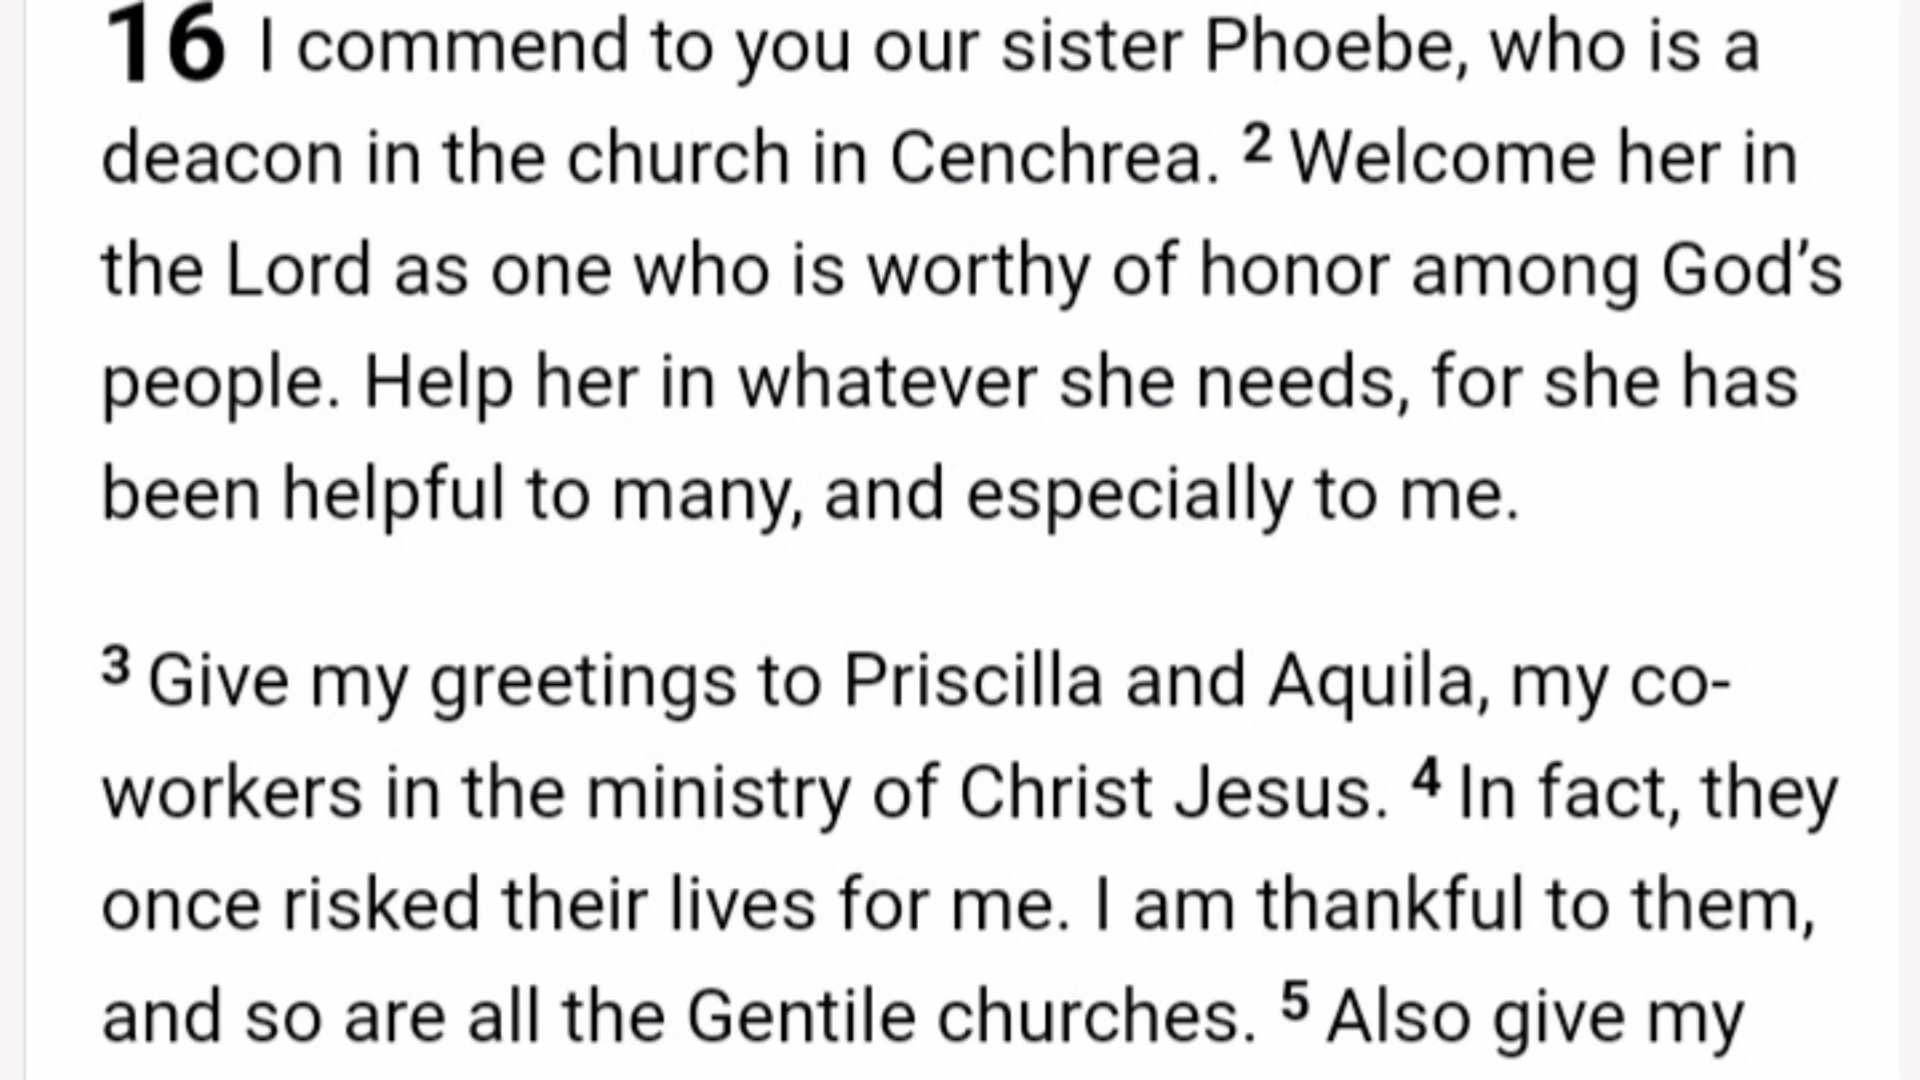 16 I commend to you our sister Phoebe, who is a
deacon in the church in Cenchrea. 2 Welcome her in
the Lord as one who is worthy of honor among God’s
people. Help her in whatever she needs, for she has
been helpful to many, and especially to me.
3 Give my greetings to Priscilla and Aquila, my co-
workers in the ministry of Christ Jesus. 4 In fact, they
once risked their lives for me. I am thankful to them,
and so are all the Gentile churches. 5 Also give my